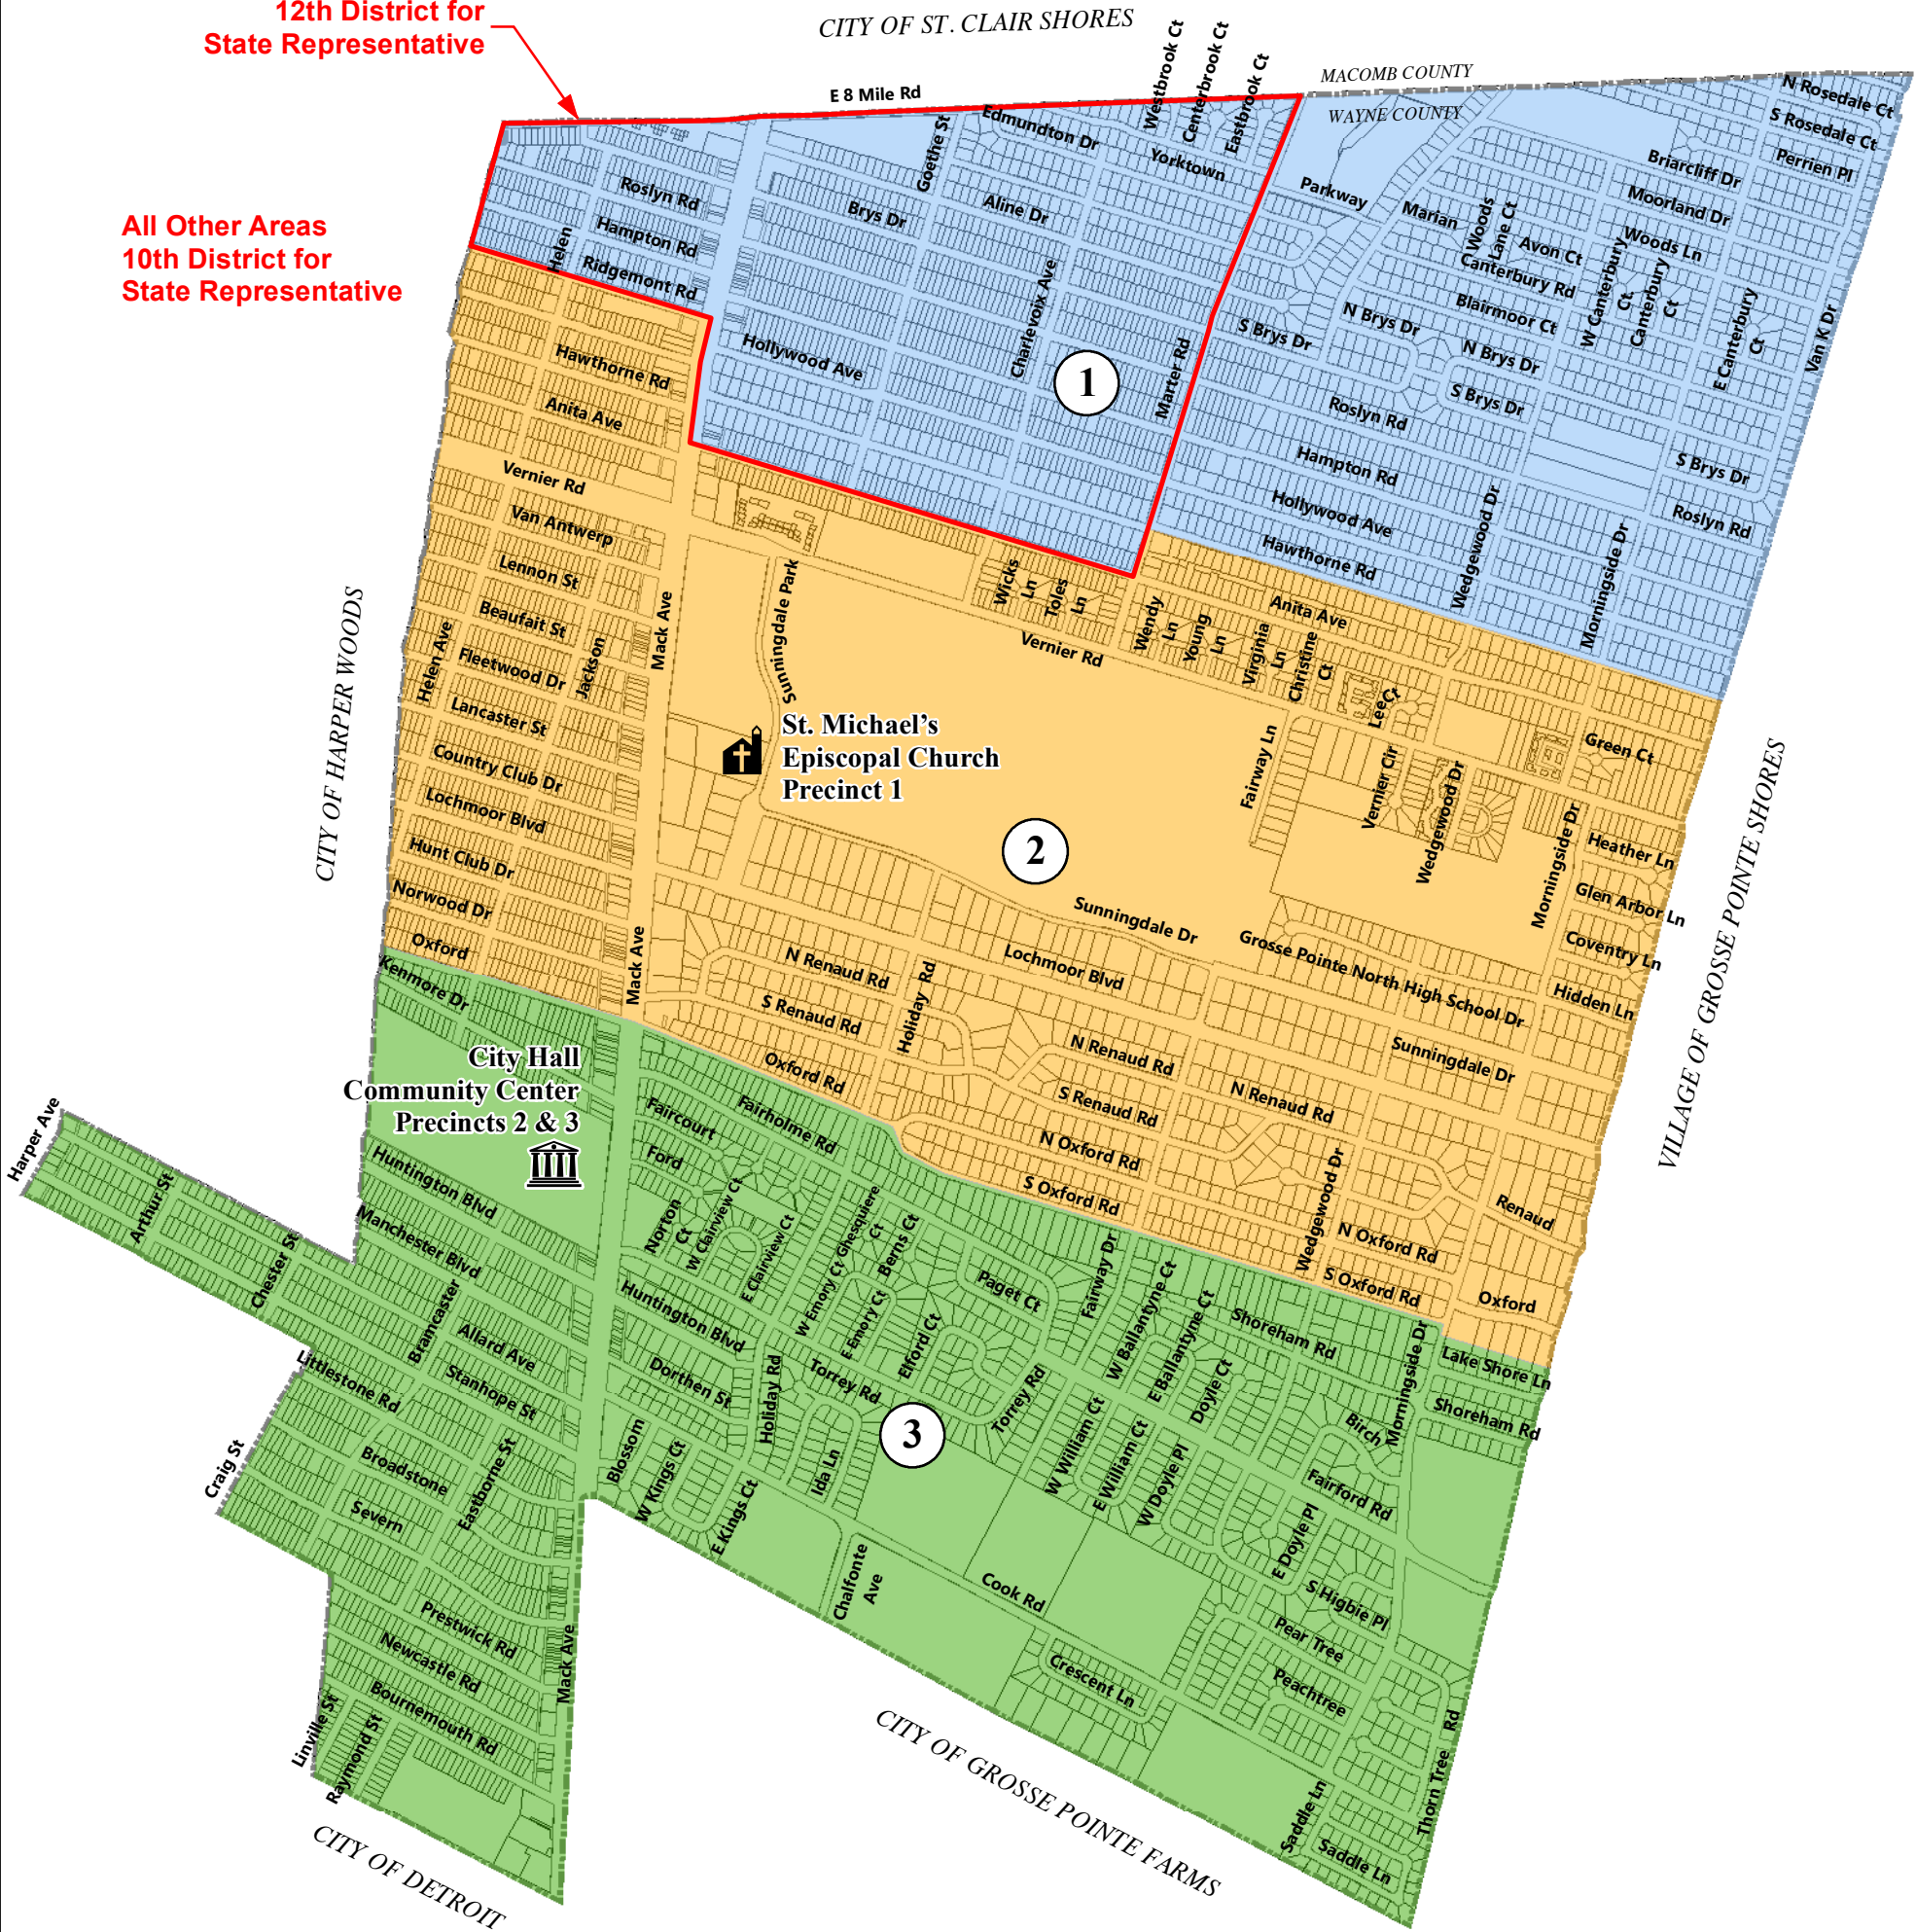 12th District for
State Representative
CITY OF ST. CLAIR SHORES
Westbrook Ct
Centerbrook Ct
Eastbrook Ct
MACOMB COUNTY
WAYNE COUNTY
E 8 Mile Rd
N Rosedale Ct
S Rosedale Ct
Perrien Pl
Edmundton Dr
Yorktown
Goethe St
Briarcliff Dr
Moorland Dr
Parkway
Marian
Woods
Lane Ct
Avon Ct
Woods Ln
Canterbury Rd
Blairmoor Ct
W Canterbury
Ct
Canterbury
Ct
E Canterbury
Ct
Van K Dr
All Other Areas
10th District for
State Representative
Roslyn Rd
Hampton Rd
Ridgemont Rd
Helen
Brys Dr
Aline Dr
Charlevoix Ave
Hollywood Ave
1
Marter Rd
S Brys Dr
N Brys Dr
N Brys Dr
S Brys Dr
S Brys Dr
Roslyn Rd
Roslyn Rd
Hampton Rd
Hollywood Ave
Hawthorne Rd
Wedgewood Dr
Morningside Dr
Hawthorne Rd
Anita Ave
Vernier Rd
Van Antwerp
Lennon St
Beaufait St
Fleetwood Dr
Jackson
Helen Ave
Lancaster St
Country Club Dr
Lochmoor Blvd
Hunt Club Dr
Norwood Dr
Oxford
CITY OF HARPER WOODS
Mack Ave
Sunningdale Park
Wicks
Ln
Toles
Ln
Vernier Rd
Wendy
Ln
Young
Ln
Virginia
Ln
Christine
Ct
Anita Ave
Lee Ct
Green Ct
St. Michael's
Episcopal Church
Precinct 1
Fairway Ln
Vernier Cir
Wedgewood Dr
Morningside Dr
Heather Ln
Glen Arbor Ln
Coventry Ln
Hidden Ln
VILLAGE OF GROSSE POINTE SHORES
2
Sunningdale Dr
Grosse Pointe North High School Dr
Sunningdale Dr
Mack Ave
N Renaud Rd
S Renaud Rd
Holiday Rd
Lochmoor Blvd
Oxford Rd
N Renaud Rd
S Renaud Rd
N Renaud Rd
N Oxford Rd
S Oxford Rd
Wedgewood Dr
Renaud
N Oxford Rd
S Oxford Rd
Oxford
Kenmore Dr
City Hall
Community Center
Precincts 2 & 3
Harper Ave
Arthur St
Chester St
Huntington Blvd
Manchester Blvd
Bramcaster
Allard Ave
Stanhope St
Littlestone Rd
Craig St
Broadstone
Eastborne St
Severn
Prestwick Rd
Newcastle Rd
Bournemouth Rd
Linville St
Raymond St
Mack Ave
Faircourt
Fairholme Rd
Ford
Norton
Ct
W Clairview Ct
E Clairview Ct
Ghesquiere
Ct
W Emory Ct
E Emory Ct
Berns Ct
Elford Ct
Paget Ct
Fairway Dr
W Ballantyne Ct
E Ballantyne Ct
Doyle Ct
Shoreham Rd
Morningside Dr
Lake Shore Ln
Shoreham Rd
Birch
Huntington Blvd
Dorthen St
Holiday Rd
Torrey Rd
3
Torrey Rd
Blossom
W Kings Ct
E Kings Ct
Ida Ln
W William Ct
E William Ct
W Doyle Pl
E Doyle Pl
Fairford Rd
S Higbie Pl
Chalfonte
Ave
Cook Rd
Crescent Ln
Pear Tree
Peachtree
Thorn Tree Rd
Saddle Ln
Saddle Ln
CITY OF GROSSE POINTE FARMS
CITY OF DETROIT